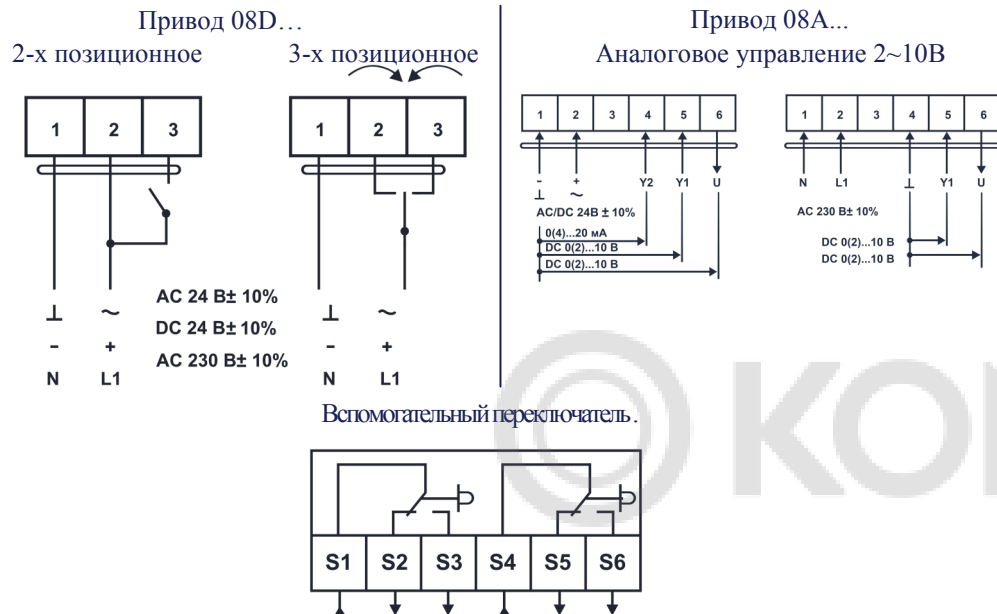 Привод 08D…
2-х позиционное
3-х позиционное
1 2 3
1 2 3
⊥ ~
- +
N L1
AC 24 В± 10%
DC 24 В± 10%
AC 230 В± 10%
⊥ ~
- +
N L1
Привод 08А...
Аналоговое управление 2~10В
1 2 3 4 5 6
- + Y2 Y1 U
⊥ ~
AC/DC 24В ± 10%
0(4)...20 мА
DC 0(2)...10 В
DC 0(2)...10 В
1 2 3 4 5 6
N L1 ⊥ Y1 U
AC 230 В± 10%
DC 0(2)...10 В
DC 0(2)...10 В
Вспомогательный переключатель.
S1 S2 S3 S4 S5 S6